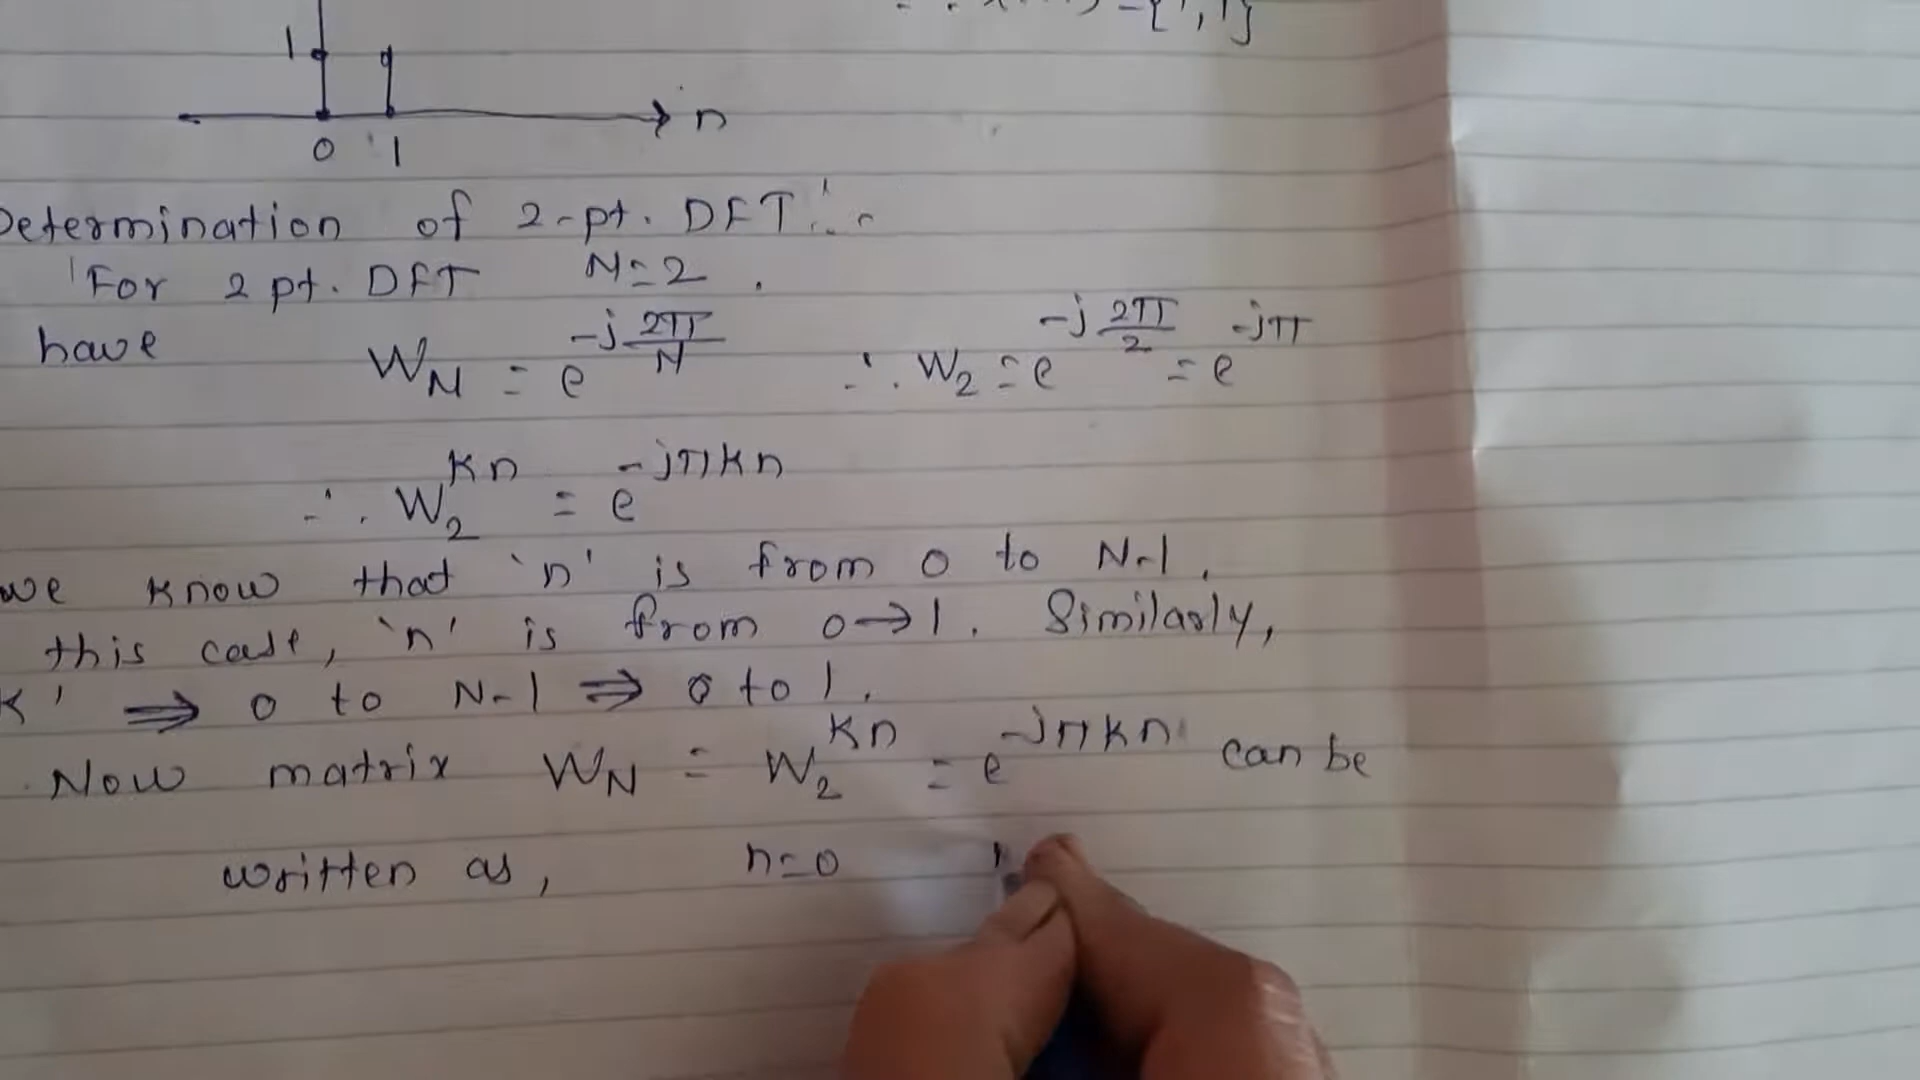 -{1,1}
1
n
0 1
Determination of 2-pt. DFT:-
For 2 pt. DFT N=2.
have W_N = e^{-j 2π/N} ∴ W_2 = e^{-j 2π/2} = e^{-jπ}
∴ W_2^{kn} = e^{-jπkn}
we know that 'n' is from 0 to N-1.
this case, 'n' is from 0→1. Similarly,
k' ⇒ 0 to N-1 ⇒ 0 to 1.
Now matrix W_N = W_2^{kn} = e^{-jπkn} can be
written as, n=0